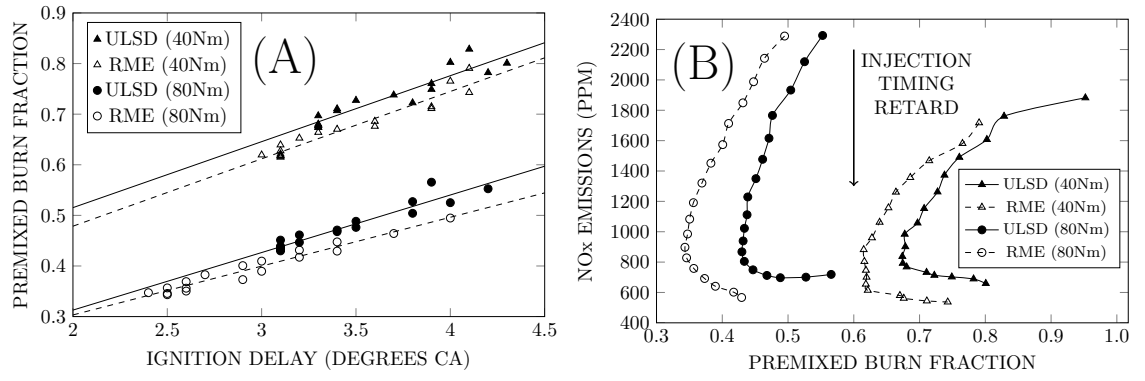 (A)
ULSD (40Nm)
RME (40Nm)
ULSD (80Nm)
RME (80Nm)
PREMIXED BURN FRACTION
0.9
0.8
0.7
0.6
0.5
0.4
0.3
2 2.5 3 3.5 4 4.5
IGNITION DELAY (DEGREES CA)
(B)
INJECTION
TIMING
RETARD
ULSD (40Nm)
RME (40Nm)
ULSD (80Nm)
RME (80Nm)
NOx EMISSIONS (PPM)
2400
2200
2000
1800
1600
1400
1200
1000
800
600
400
0.3 0.4 0.5 0.6 0.7 0.8 0.9 1.0
PREMIXED BURN FRACTION